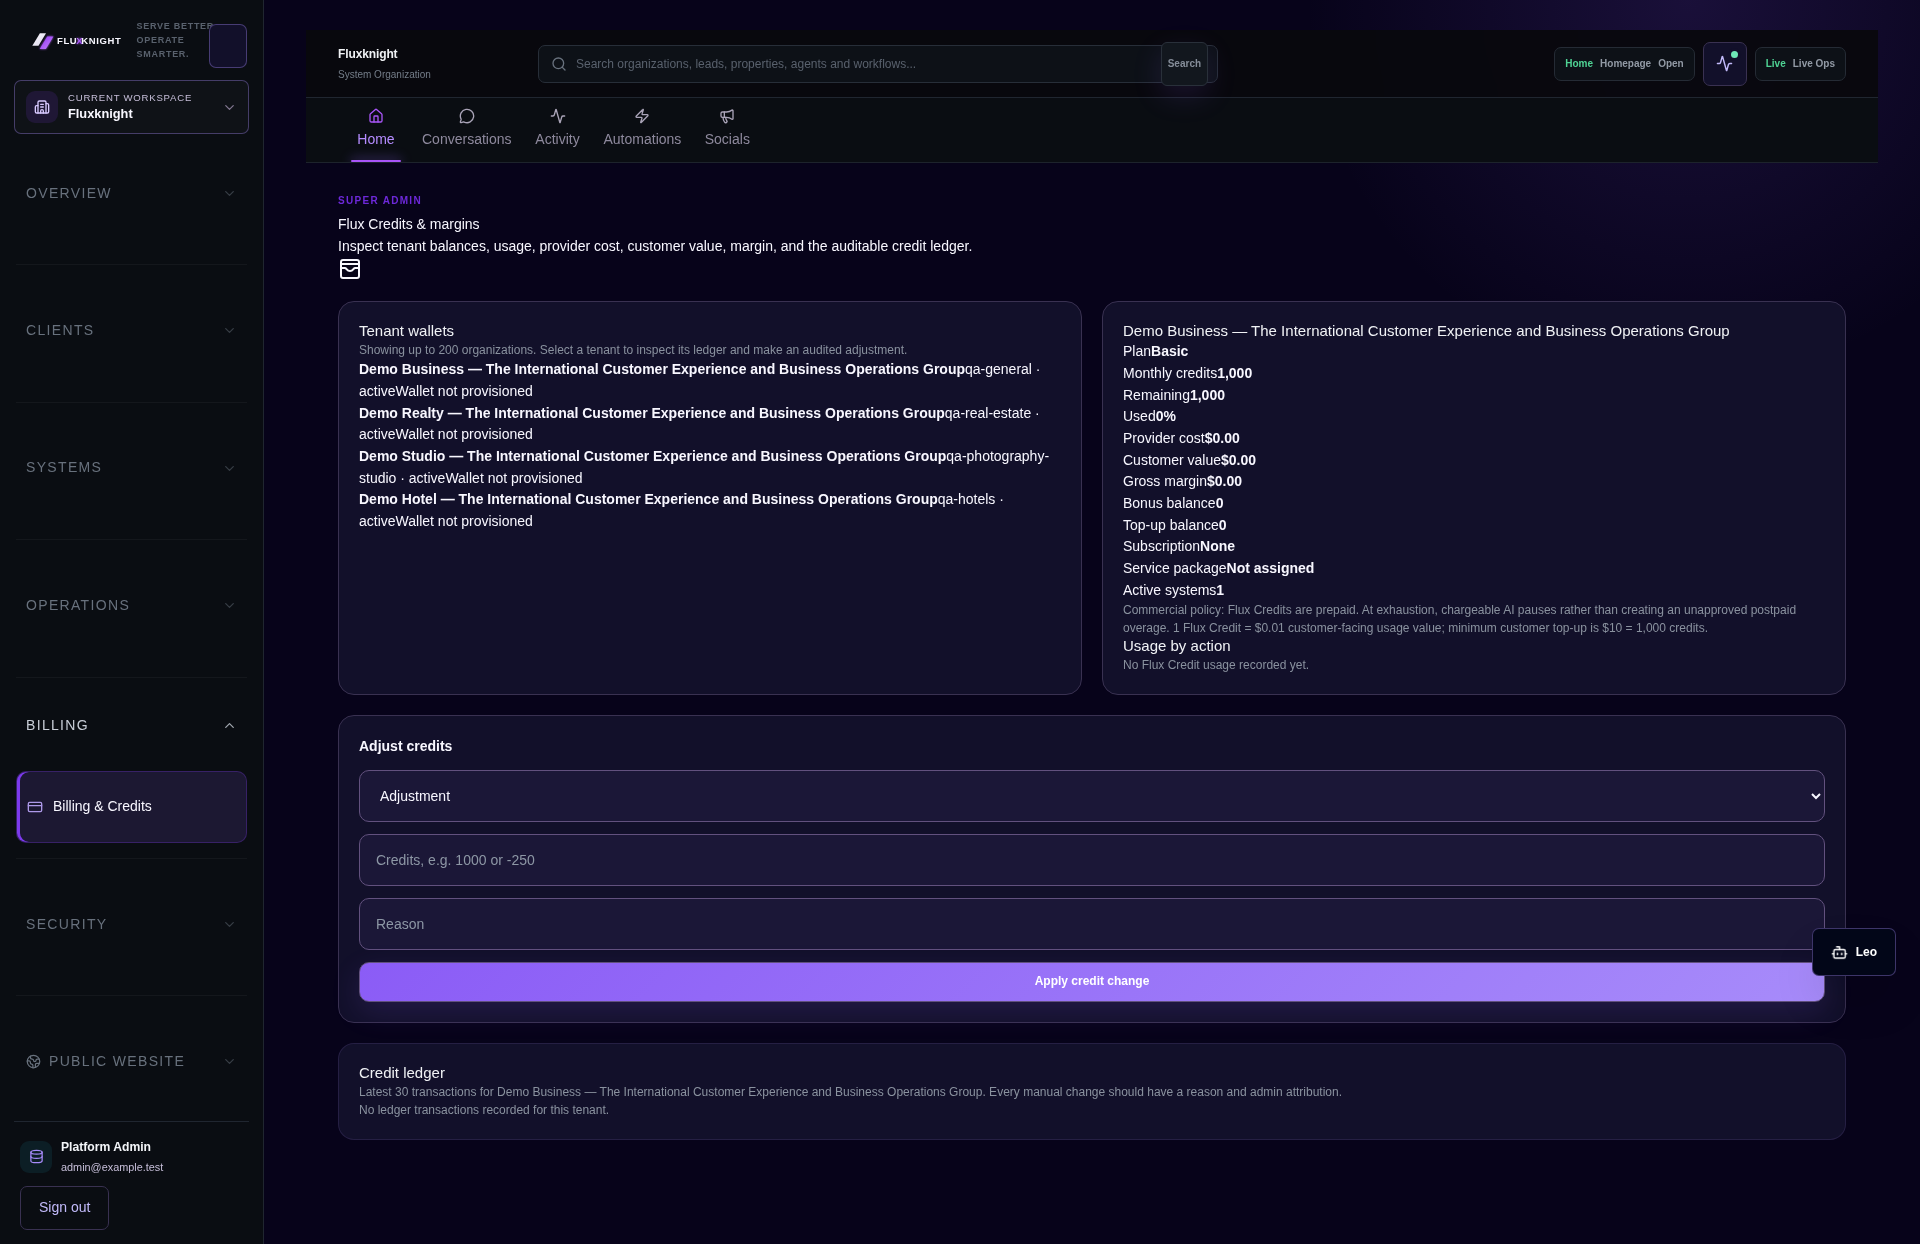 FLUXKNIGHT
SERVE BETTER
OPERATE
SMARTER.
CURRENT WORKSPACE
Fluxknight
OVERVIEW
CLIENTS
SYSTEMS
OPERATIONS
BILLING
Billing & Credits
SECURITY
PUBLIC WEBSITE
Platform Admin
admin@example.test
Sign out
Fluxknight
System Organization
Search organizations, leads, properties, agents and workflows...
Search
Home Homepage Open
Live Live Ops
Home
Conversations
Activity
Automations
Socials
SUPER ADMIN
Flux Credits & margins
Inspect tenant balances, usage, provider cost, customer value, margin, and the auditable credit ledger.
Tenant wallets
Showing up to 200 organizations. Select a tenant to inspect its ledger and make an audited adjustment.
Demo Business — The International Customer Experience and Business Operations Groupqa-general ·
activeWallet not provisioned
Demo Realty — The International Customer Experience and Business Operations Groupqa-real-estate ·
activeWallet not provisioned
Demo Studio — The International Customer Experience and Business Operations Groupqa-photography-
studio · activeWallet not provisioned
Demo Hotel — The International Customer Experience and Business Operations Groupqa-hotels ·
activeWallet not provisioned
Demo Business — The International Customer Experience and Business Operations Group
PlanBasic
Monthly credits1,000
Remaining1,000
Used0%
Provider cost$0.00
Customer value$0.00
Gross margin$0.00
Bonus balance0
Top-up balance0
SubscriptionNone
Service packageNot assigned
Active systems1
Commercial policy: Flux Credits are prepaid. At exhaustion, chargeable AI pauses rather than creating an unapproved postpaid
overage. 1 Flux Credit = $0.01 customer-facing usage value; minimum customer top-up is $10 = 1,000 credits.
Usage by action
No Flux Credit usage recorded yet.
Adjust credits
Adjustment
Credits, e.g. 1000 or -250
Reason
Apply credit change
Leo
Credit ledger
Latest 30 transactions for Demo Business — The International Customer Experience and Business Operations Group. Every manual change should have a reason and admin attribution.
No ledger transactions recorded for this tenant.